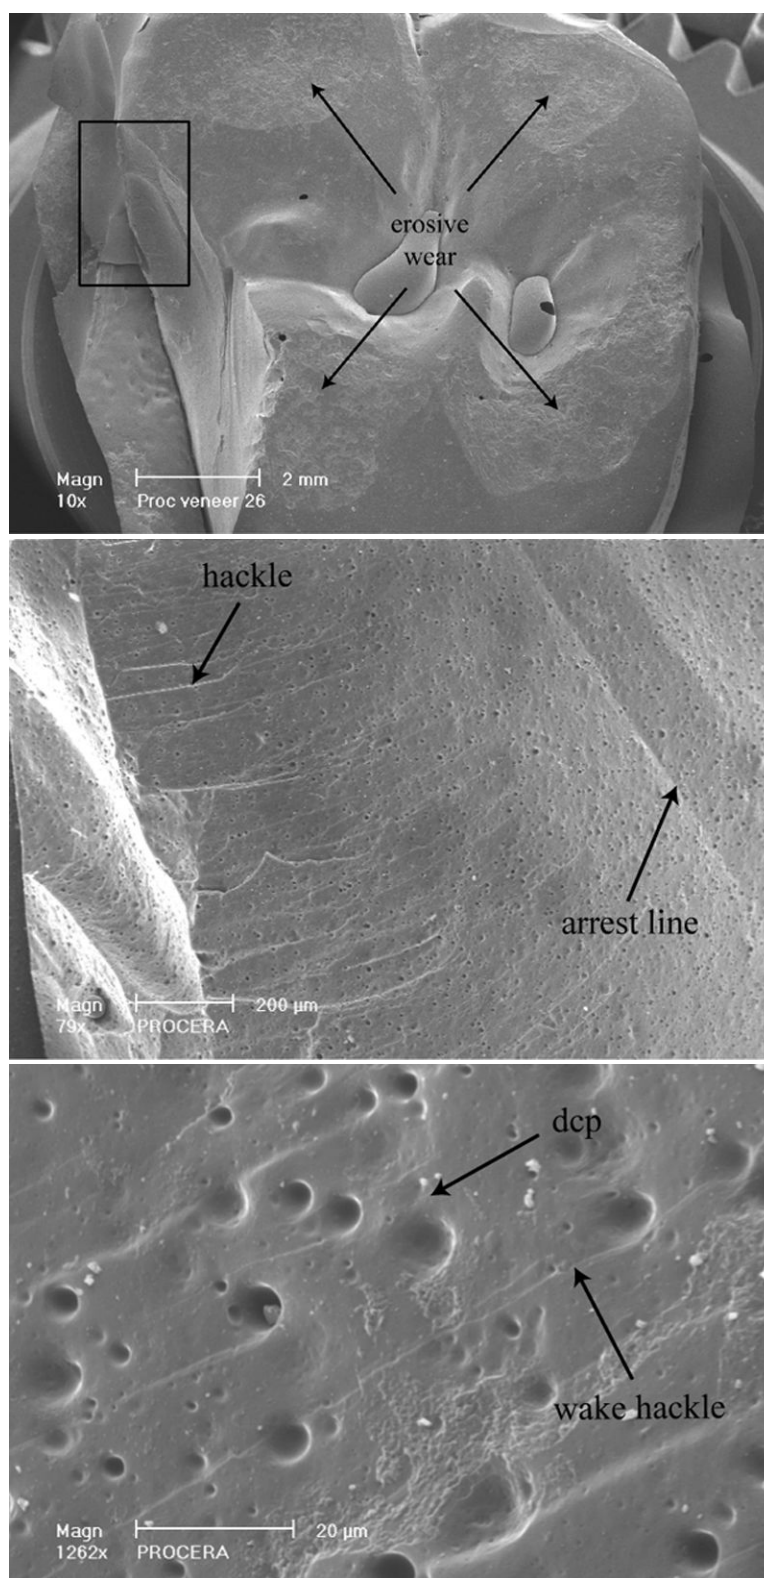 erosive
wear
Magn 2 mm
10x Proc veneer 26
hackle
arrest line
Magn 200 µm
79x PROCERA
dcp
wake hackle
Magn 20 µm
1262x PROCERA